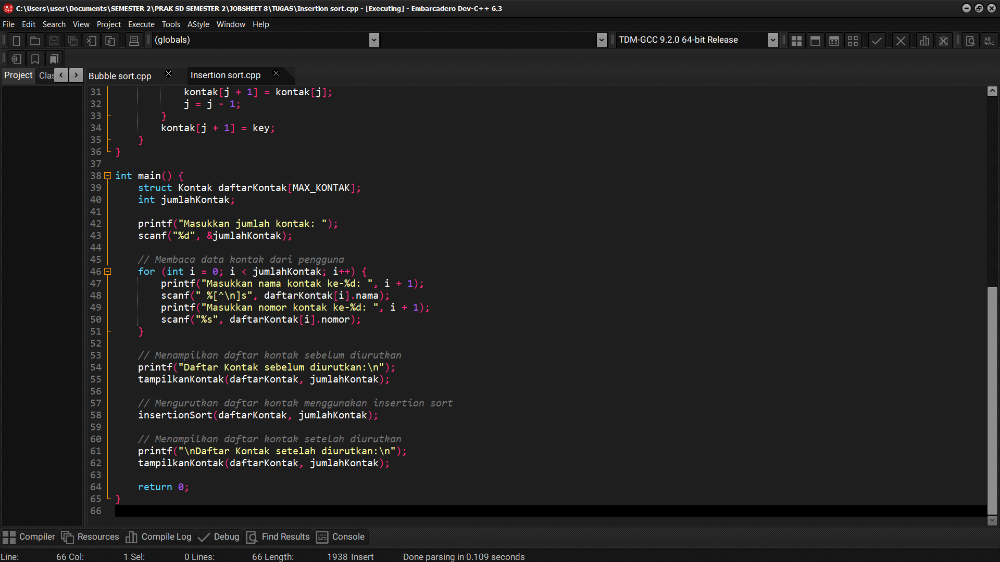 C:\Users\user\Documents\SEMESTER 2\PRAK SD SEMESTER 2\JOBSHEET 8\TUGAS\Insertion sort.cpp - [Executing] - Embarcadero Dev-C++ 6.3
File Edit Search View Project Execute Tools AStyle Window Help
(globals) TDM-GCC 9.2.0 64-bit Release
Project Clas Bubble sort.cpp Insertion sort.cpp
31 kontak[j + 1] = kontak[j];
32 j = j - 1;
33 }
34 kontak[j + 1] = key;
35 }
36 }
37
38 int main() {
39 struct Kontak daftarKontak[MAX_KONTAK];
40 int jumlahKontak;
41
42 printf("Masukkan jumlah kontak: ");
43 scanf("%d", &jumlahKontak);
44
45 // Membaca data kontak dari pengguna
46 for (int i = 0; i < jumlahKontak; i++) {
47 printf("Masukkan nama kontak ke-%d: ", i + 1);
48 scanf(" %[^\n]s", daftarKontak[i].nama);
49 printf("Masukkan nomor kontak ke-%d: ", i + 1);
50 scanf("%s", daftarKontak[i].nomor);
51 }
52
53 // Menampilkan daftar kontak sebelum diurutkan
54 printf("Daftar Kontak sebelum diurutkan:\n");
55 tampilkanKontak(daftarKontak, jumlahKontak);
56
57 // Mengurutkan daftar kontak menggunakan insertion sort
58 insertionSort(daftarKontak, jumlahKontak);
59
60 // Menampilkan daftar kontak setelah diurutkan
61 printf("\nDaftar Kontak setelah diurutkan:\n");
62 tampilkanKontak(daftarKontak, jumlahKontak);
63
64 return 0;
65 }
66
Compiler Resources Compile Log Debug Find Results Console
Line: 66 Col: 1 Sel: 0 Lines: 66 Length: 1938 Insert Done parsing in 0.109 seconds